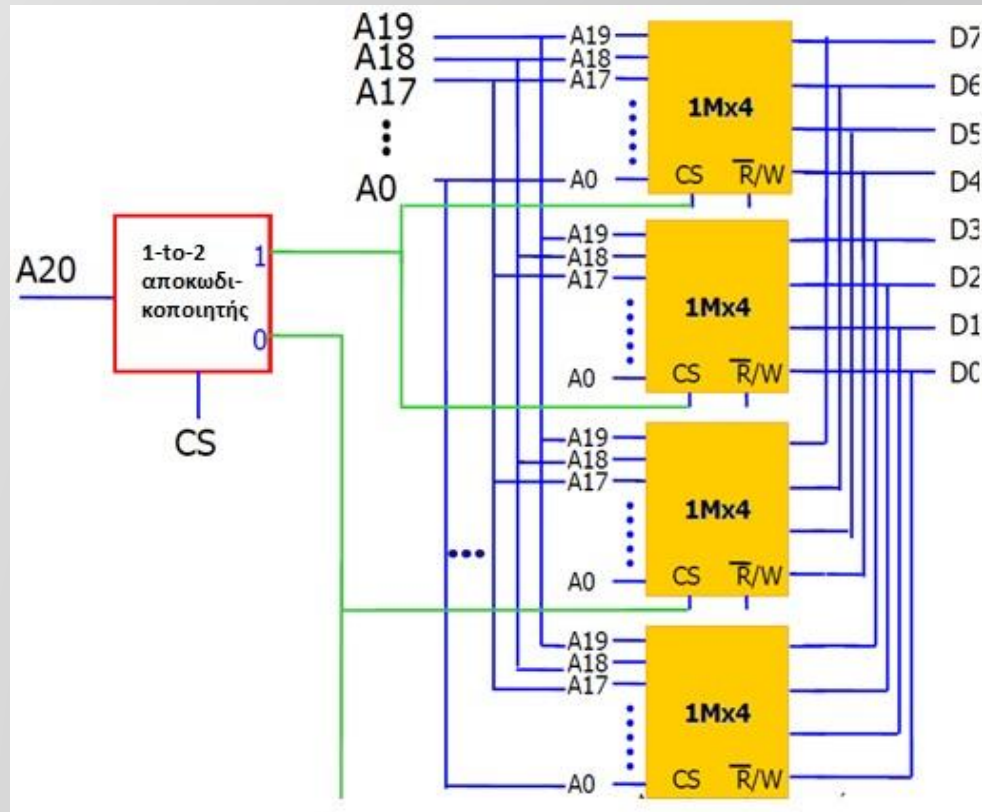 A19
A18
A17
A0
A20
1-to-2
αποκωδι-
κοποιητής
1
0
CS
A19
A18
A17
A0
1Mx4
CS R̅/W
D7
D6
D5
D4
A19
A18
A17
A0
1Mx4
CS R̅/W
D3
D2
D1
D0
A19
A18
A17
A0
1Mx4
CS R̅/W
A19
A18
A17
A0
1Mx4
CS R̅/W